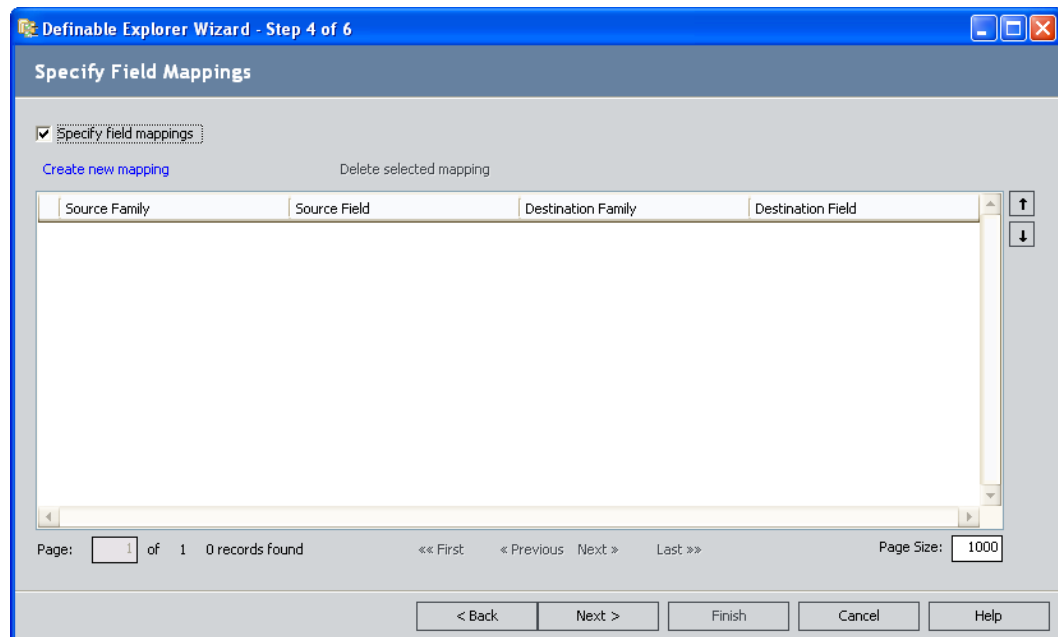 Definable Explorer Wizard - Step 4 of 6
Specify Field Mappings
Specify field mappings
Create new mapping Delete selected mapping
Source Family Source Field Destination Family Destination Field
Page: 1 of 1 0 records found «« First « Previous Next » Last »» Page Size: 1000
< Back Next > Finish Cancel Help